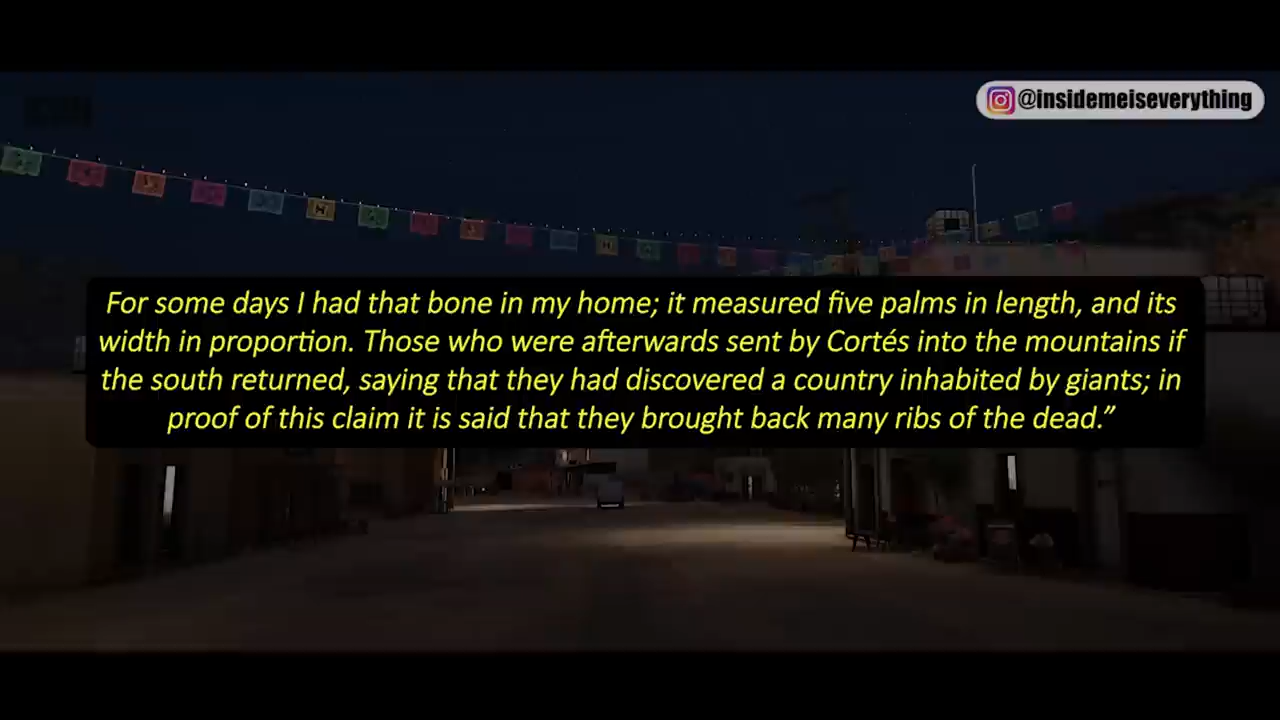 @insidemeiseverything
For some days I had that bone in my home; it measured five palms in length, and its
width in proportion. Those who were afterwards sent by Cortés into the mountains if
the south returned, saying that they had discovered a country inhabited by giants; in
proof of this claim it is said that they brought back many ribs of the dead.”